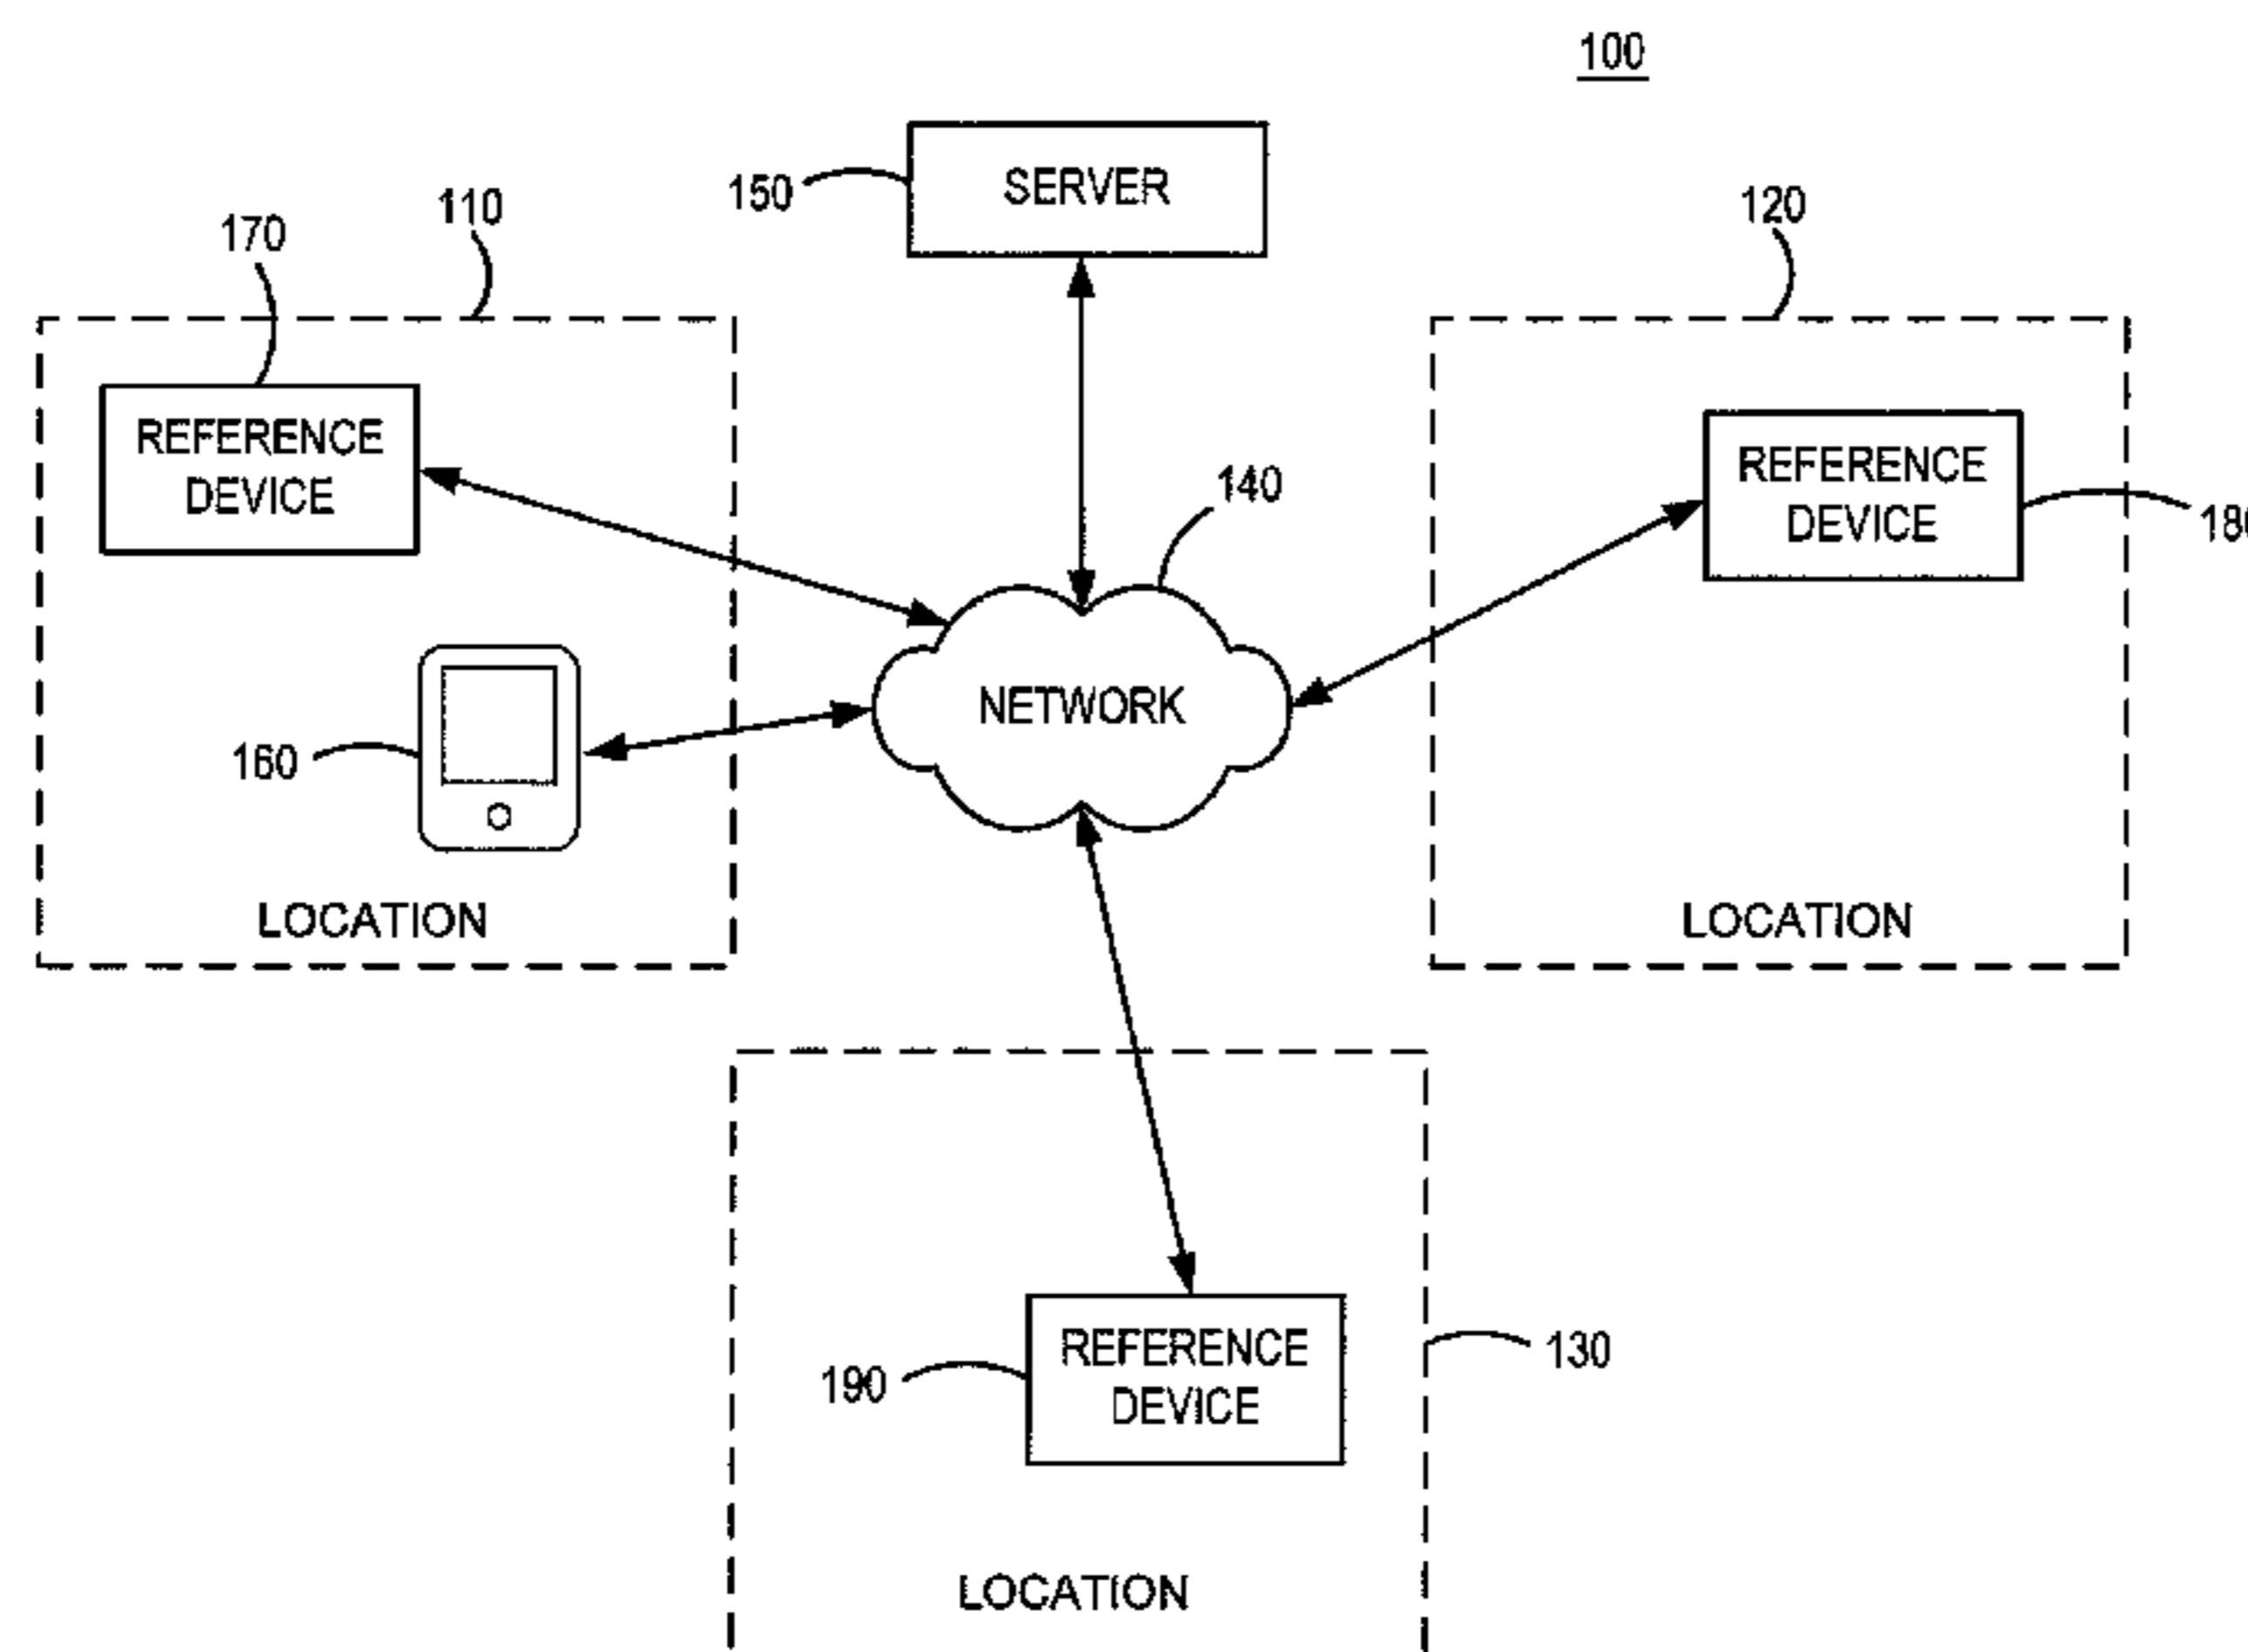 100
SERVER
150
110
120
170
REFERENCE
DEVICE
140
REFERENCE
DEVICE
180
NETWORK
160
LOCATION
LOCATION
REFERENCE
DEVICE
130
190
LOCATION